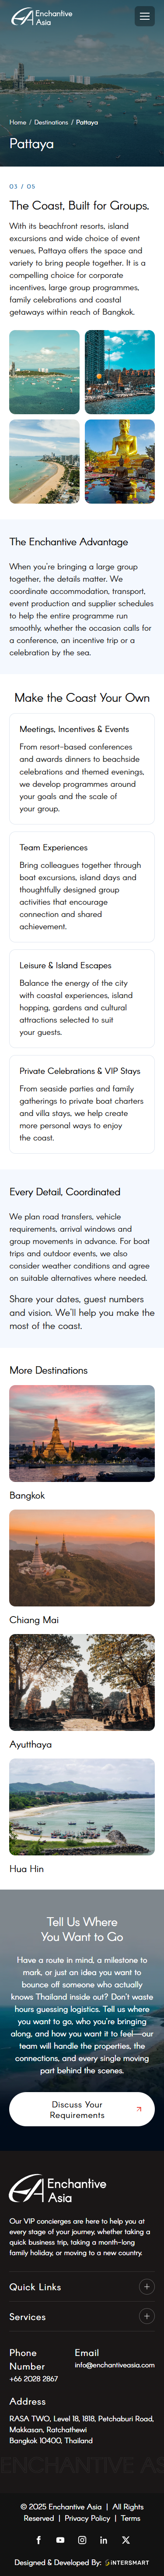 Enchantive
Asia
Home / Destinations / Pattaya
Pattaya
03 / 05
The Coast, Built for Groups.
With its beachfront resorts, island
excursions and wide choice of event
venues, Pattaya offers the space and
variety to bring people together. It is a
compelling choice for corporate
incentives, large group programmes,
family celebrations and coastal
getaways within reach of Bangkok.
The Enchantive Advantage
When you're bringing a large group
together, the details matter. We
coordinate accommodation, transport,
event production and supplier schedules
to help the entire programme run
smoothly, whether the occasion calls for
a conference, an incentive trip or a
celebration by the sea.
Make the Coast Your Own
Meetings, Incentives & Events
From resort-based conferences
and awards dinners to beachside
celebrations and themed evenings,
we develop programmes around
your goals and the scale of
your group.
Team Experiences
Bring colleagues together through
boat excursions, island days and
thoughtfully designed group
activities that encourage
connection and shared
achievement.
Leisure & Island Escapes
Balance the energy of the city
with coastal experiences, island
hopping, gardens and cultural
attractions selected to suit
your guests.
Private Celebrations & VIP Stays
From seaside parties and family
gatherings to private boat charters
and villa stays, we help create
more personal ways to enjoy
the coast.
Every Detail, Coordinated
We plan road transfers, vehicle
requirements, arrival windows and
group movements in advance. For boat
trips and outdoor events, we also
consider weather conditions and agree
on suitable alternatives where needed.
Share your dates, guest numbers
and vision. We'll help you make the
most of the coast.
More Destinations
Bangkok
Chiang Mai
Ayutthaya
Hua Hin
Tell Us Where
You Want to Go
Have a route in mind, a milestone to
mark, or just an idea you want to
bounce off someone who actually
knows Thailand inside out? Don't waste
hours guessing logistics. Tell us where
you want to go, who you're bringing
along, and how you want it to feel—our
team will handle the properties, the
connections, and every single moving
part behind the scenes.
Discuss Your
Requirements
Enchantive
Asia
Our VIP concierges are here to help you at
every stage of your journey, whether taking a
quick business trip, taking a month-long
family holiday, or moving to a new country.
Quick Links
Services
Phone
Number
+66 2028 2867
Email
info@enchantiveasia.com
Address
RASA TWO, Level 18, 1818, Petchaburi Road,
Makkasan, Ratchathewi
Bangkok 10400, Thailand
ENCHANTIVE AS
© 2025 Enchantive Asia | All Rights
Reserved | Privacy Policy | Terms
Designed & Developed By: INTERSMART